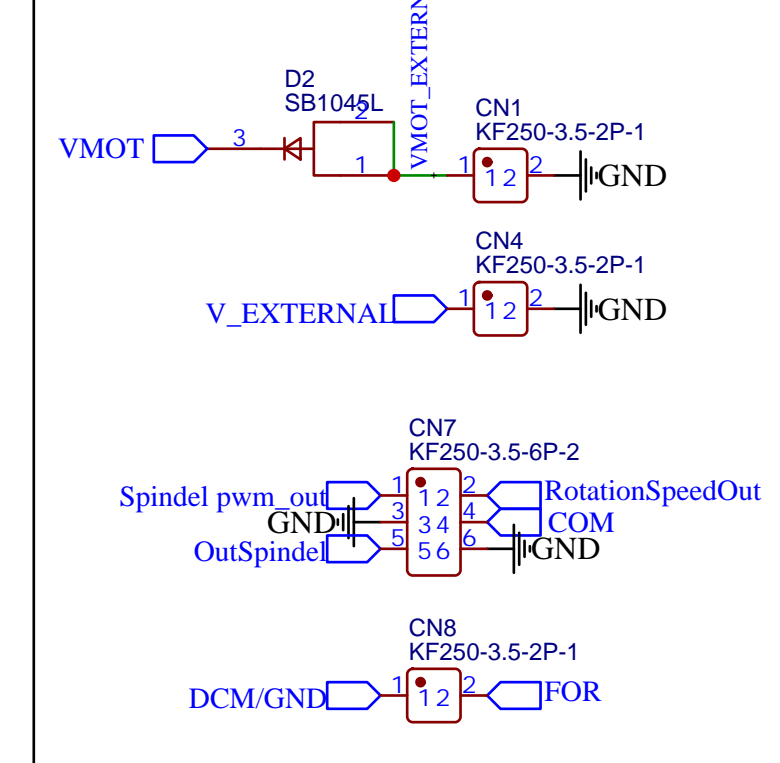 VMOT_EXTERN
D2
SB1045L
2
VMOT
3
1
CN1
KF250-3.5-2P-1
1
1 2
2
GND
CN4
KF250-3.5-2P-1
V_EXTERNAL
1
1 2
2
GND
CN7
KF250-3.5-6P-2
Spindel pwm_out
1
1 2
2
RotationSpeedOut
GND
3
3 4
4
COM
OutSpindel
5
5 6
6
GND
CN8
KF250-3.5-2P-1
DCM/GND
1
1 2
2
FOR